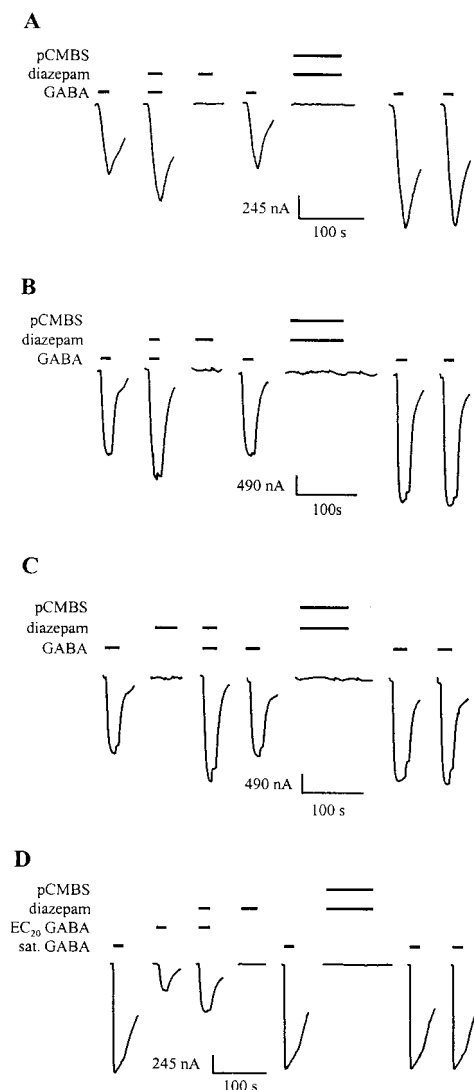 A
pCMBS
diazepam
GABA
245 nA
100 s
B
pCMBS
diazepam
GABA
490 nA
100s
C
pCMBS
diazepam
GABA
490 nA
100 s
D
pCMBS
diazepam
EC20 GABA
sat. GABA
245 nA
100 s